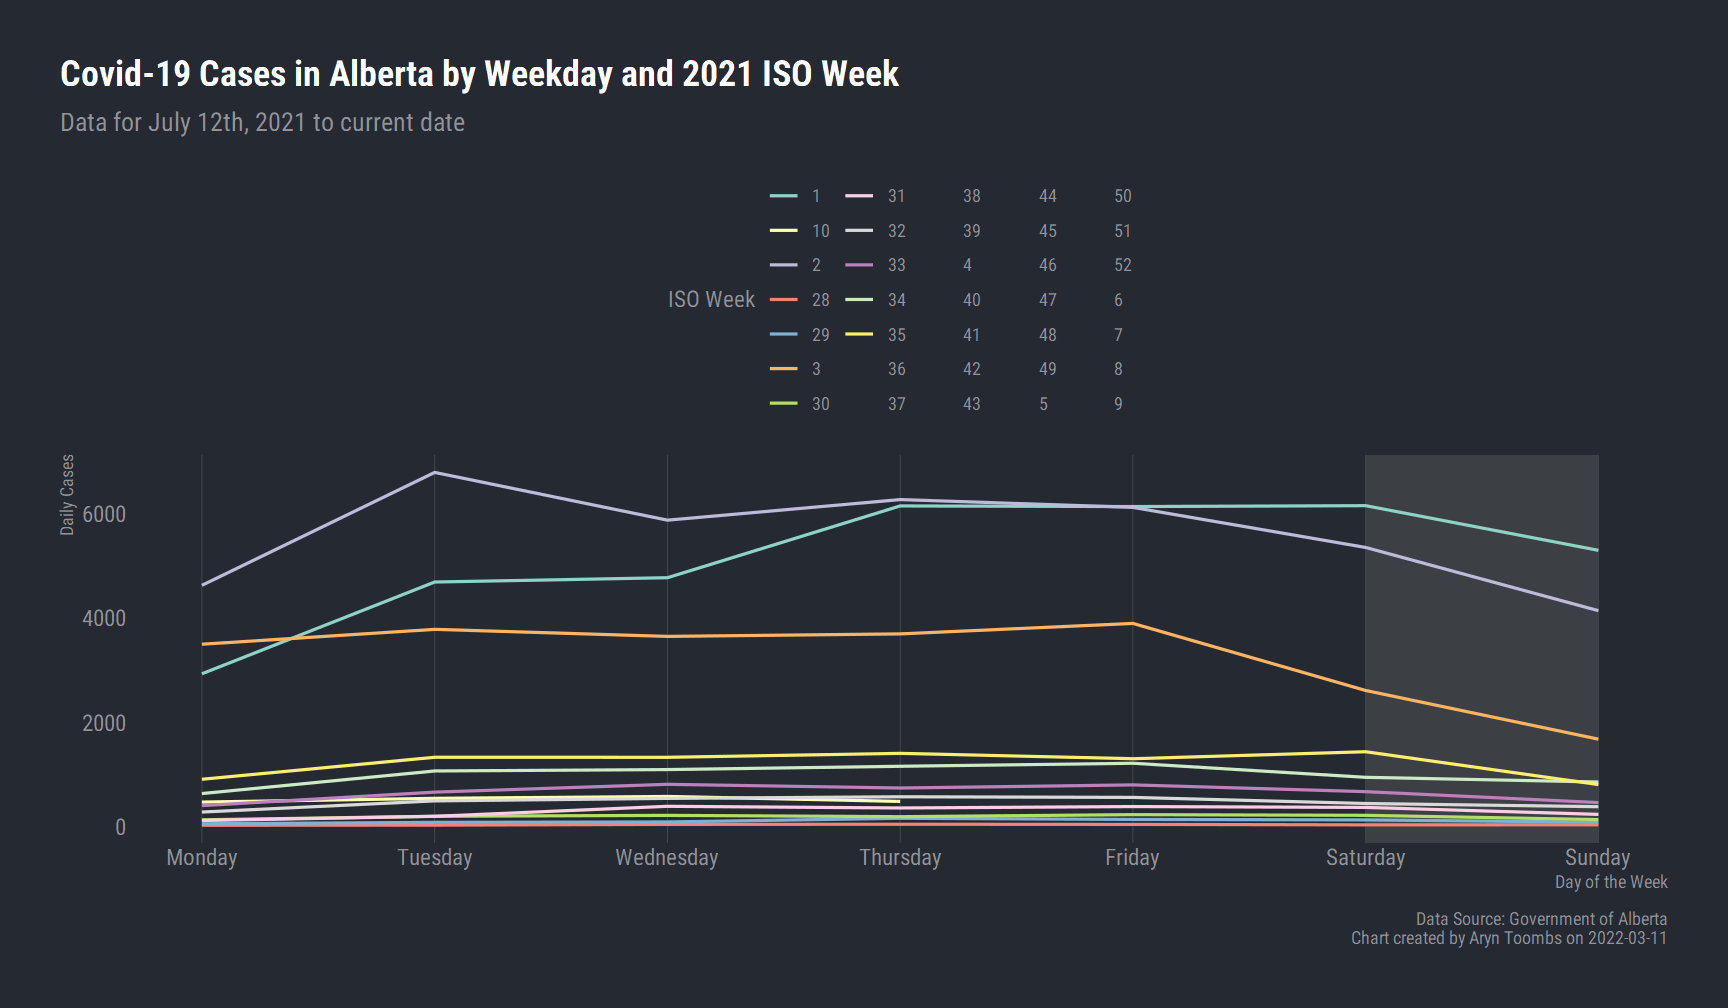 Covid-19 Cases in Alberta by Weekday and 2021 ISO Week
Data for July 12th, 2021 to current date
1 31 38 44 50
10 32 39 45 51
2 33 4 46 52
ISO Week 28 34 40 47 6
29 35 41 48 7
3 36 42 49 8
30 37 43 5 9
Daily Cases
6000
4000
2000
0
Monday Tuesday Wednesday Thursday Friday Saturday Sunday
Day of the Week
Data Source: Government of Alberta
Chart created by Aryn Toombs on 2022-03-11